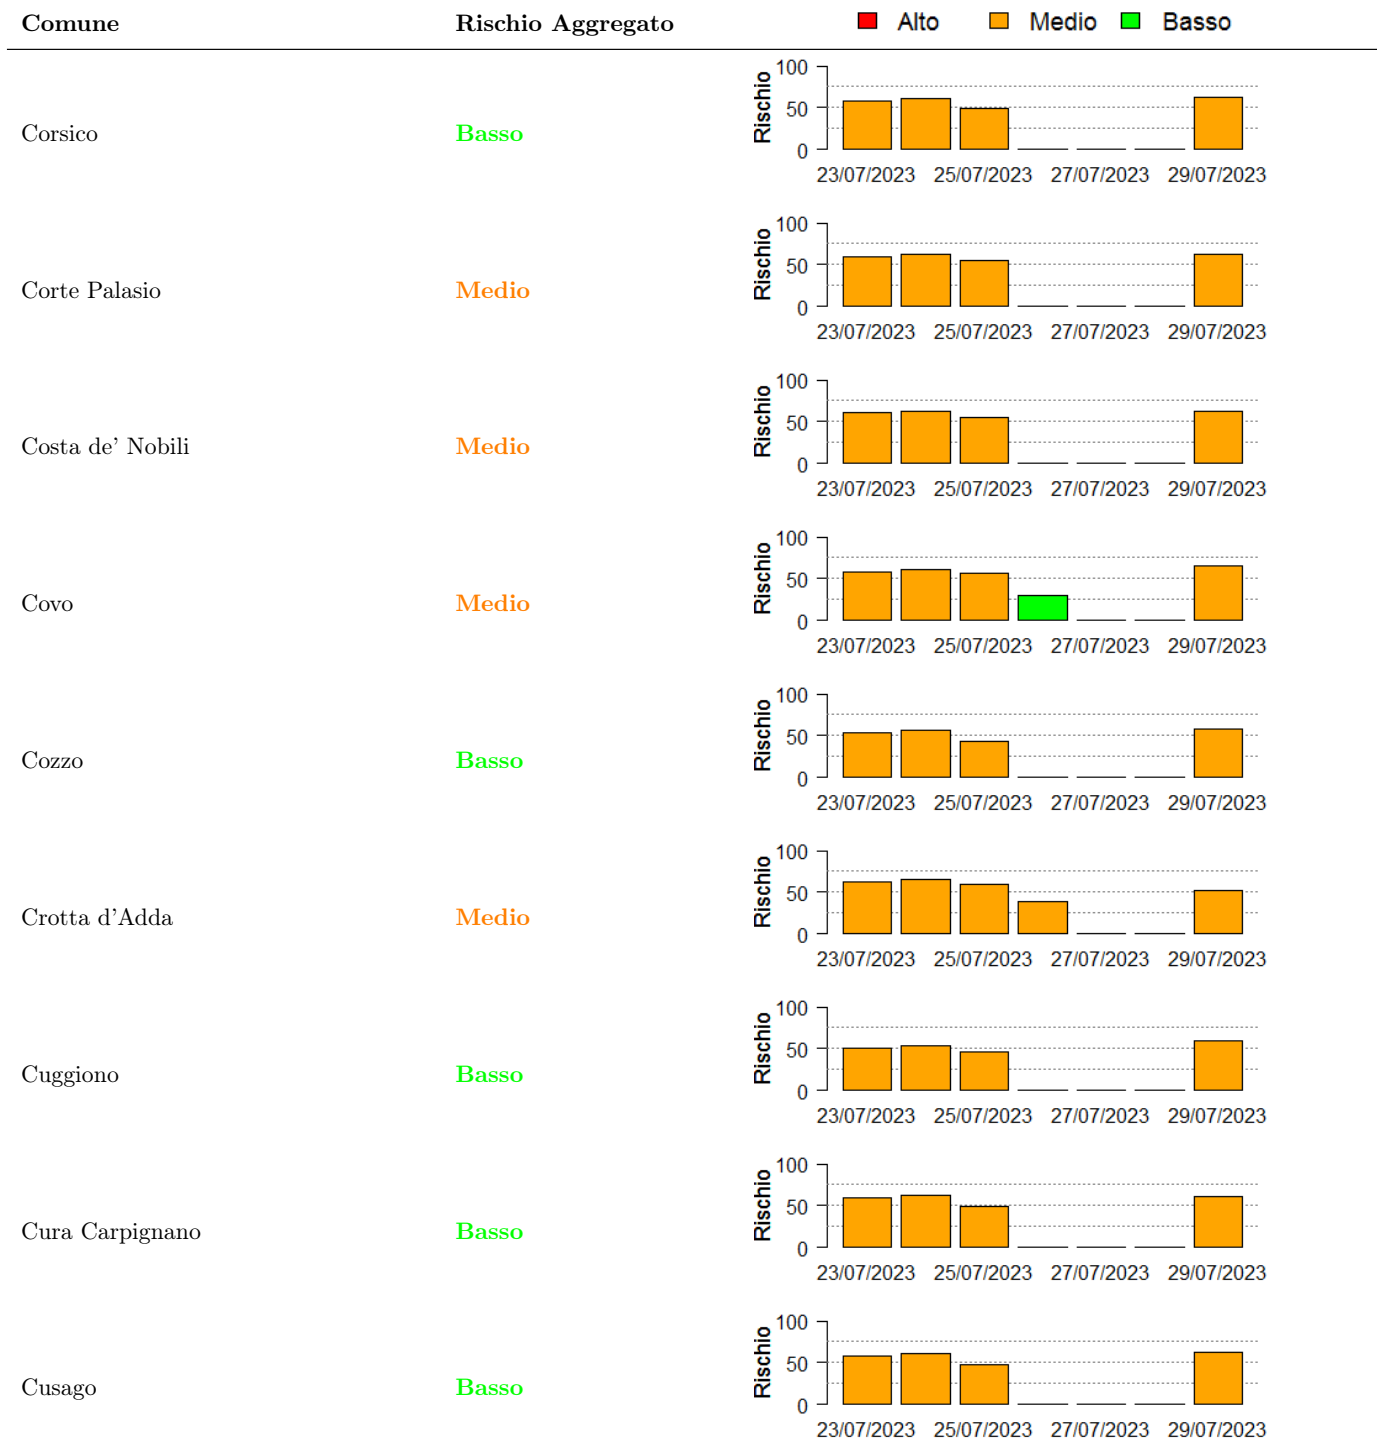 Comune Rischio Aggregato Alto Medio Basso
100
Rischio
50
Corsico Basso
0
23/07/2023 25/07/2023 27/07/2023 29/07/2023
100
Rischio
50
Corte Palasio Medio
0
23/07/2023 25/07/2023 27/07/2023 29/07/2023
100
Rischio
50
Costa de' Nobili Medio
0
23/07/2023 25/07/2023 27/07/2023 29/07/2023
100
Rischio
50
Covo Medio
0
23/07/2023 25/07/2023 27/07/2023 29/07/2023
100
Rischio
50
Cozzo Basso
0
23/07/2023 25/07/2023 27/07/2023 29/07/2023
100
Rischio
50
Crotta d'Adda Medio
0
23/07/2023 25/07/2023 27/07/2023 29/07/2023
100
Rischio
50
Cuggiono Basso
0
23/07/2023 25/07/2023 27/07/2023 29/07/2023
100
Rischio
50
Cura Carpignano Basso
0
23/07/2023 25/07/2023 27/07/2023 29/07/2023
100
Rischio
50
Cusago Basso
0
23/07/2023 25/07/2023 27/07/2023 29/07/2023